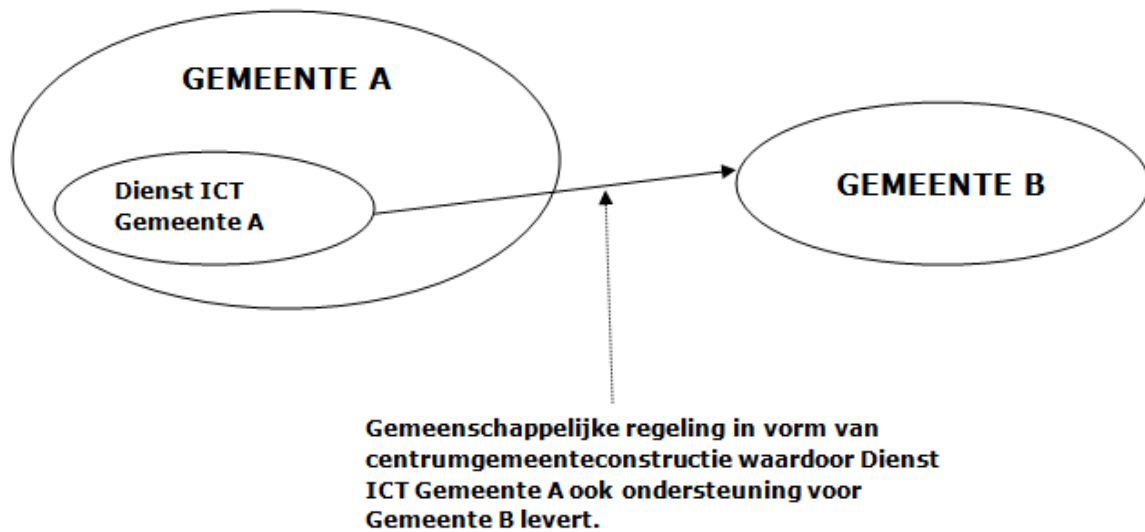 GEMEENTE A
Dienst ICT
Gemeente A
GEMEENTE B
Gemeenschappelijke regeling in vorm van
centrumgemeenteconstructie waardoor Dienst
ICT Gemeente A ook ondersteuning voor
Gemeente B levert.